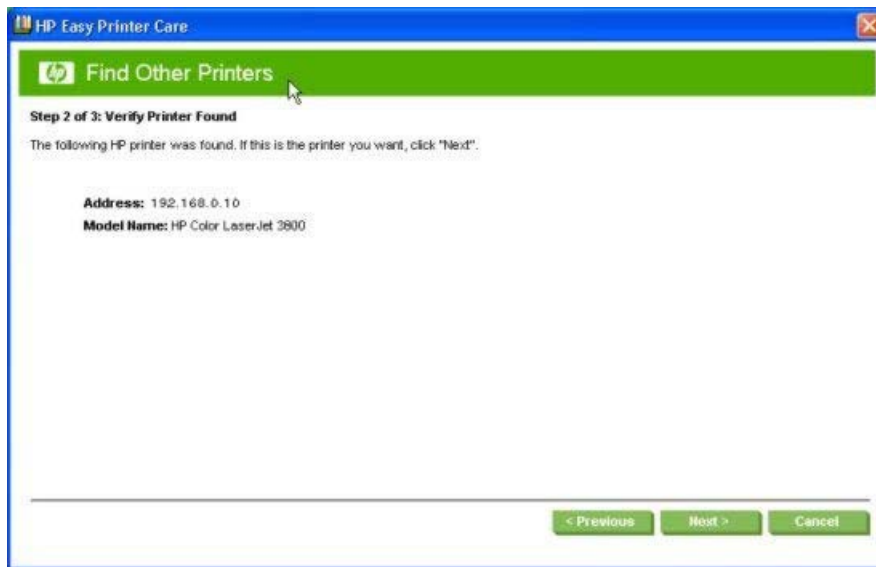 HP Easy Printer Care
hp Find Other Printers
Step 2 of 3: Verify Printer Found
The following HP printer was found. If this is the printer you want, click "Next".
Address: 192.168.0.10
Model Name: HP Color LaserJet 3800
< Previous Next > Cancel